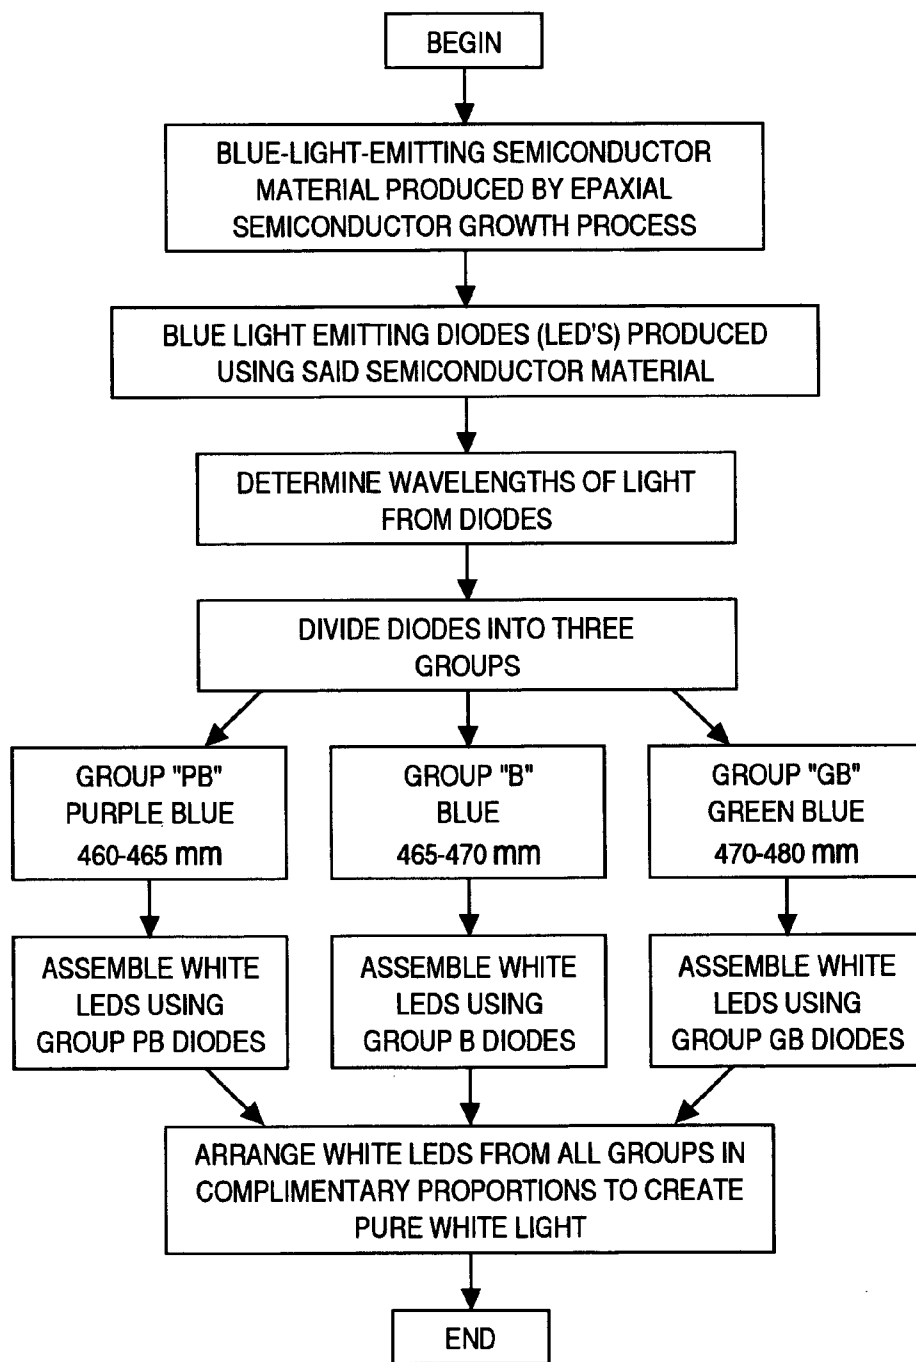 BEGIN
BLUE-LIGHT-EMITTING SEMICONDUCTOR
MATERIAL PRODUCED BY EPAXIAL
SEMICONDUCTOR GROWTH PROCESS
BLUE LIGHT EMITTING DIODES (LED'S) PRODUCED
USING SAID SEMICONDUCTOR MATERIAL
DETERMINE WAVELENGTHS OF LIGHT
FROM DIODES
DIVIDE DIODES INTO THREE
GROUPS
GROUP "PB"
PURPLE BLUE
460-465 mm
GROUP "B"
BLUE
465-470 mm
GROUP "GB"
GREEN BLUE
470-480 mm
ASSEMBLE WHITE
LEDS USING
GROUP PB DIODES
ASSEMBLE WHITE
LEDS USING
GROUP B DIODES
ASSEMBLE WHITE
LEDS USING
GROUP GB DIODES
ARRANGE WHITE LEDS FROM ALL GROUPS IN
COMPLIMENTARY PROPORTIONS TO CREATE
PURE WHITE LIGHT
END